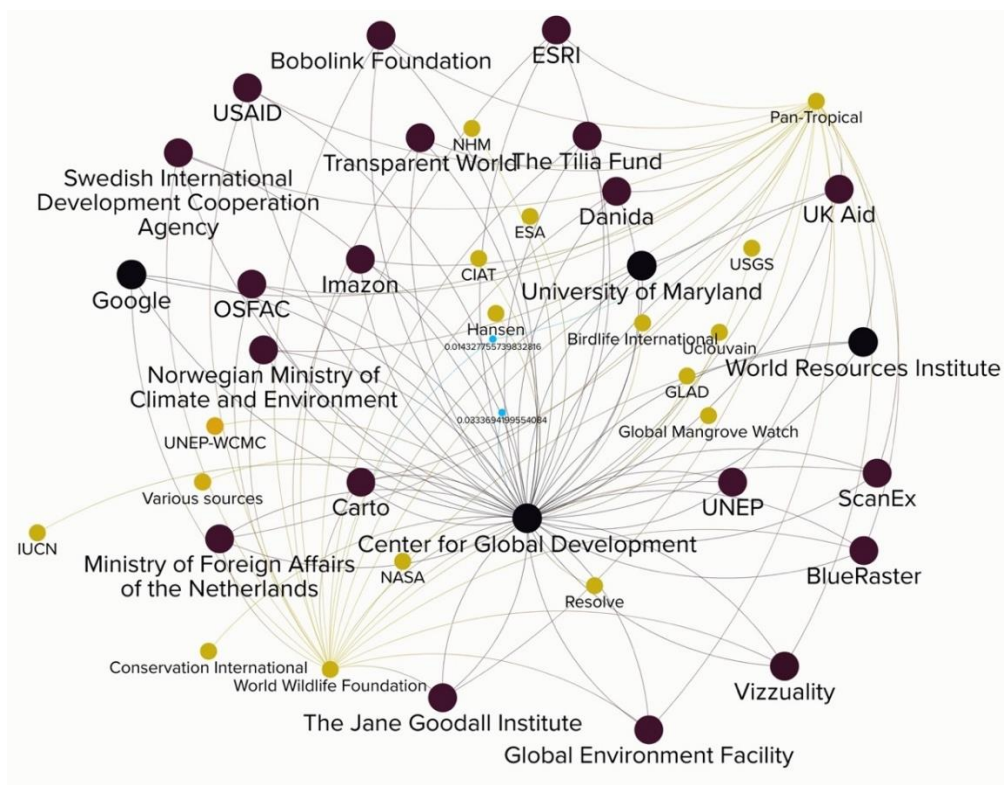 Bobolink Foundation
ESRI
USAID
Pan-Tropical
NHM
Transparent World
The Tilia Fund
Swedish International
Development Cooperation
Agency
Danida
UK Aid
ESA
CIAT
USGS
Google
OSFAC
Imazon
University of Maryland
Hansen
0.014327755739832816
Birdlife International
Uclouvain
World Resources Institute
Norwegian Ministry of
Climate and Environment
GLAD
0.0333694199554084
Global Mangrove Watch
UNEP-WCMC
Various sources
Carto
UNEP
ScanEx
IUCN
Center for Global Development
Ministry of Foreign Affairs
of the Netherlands
NASA
BlueRaster
Resolve
Conservation International
World Wildlife Foundation
Vizzuality
The Jane Goodall Institute
Global Environment Facility